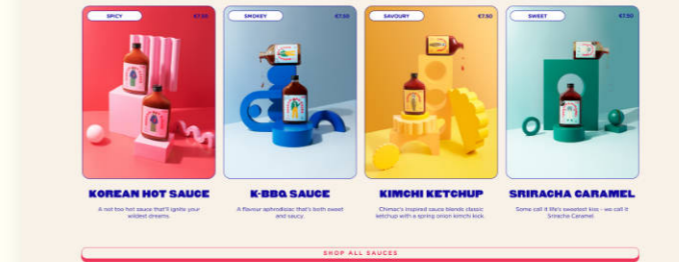 SPICY €7.50
SMOKEY €7.50
SAVOURY €7.50
SWEET €7.50
KOREAN HOT SAUCE
A not too hot sauce that'll ignite your
wildest dreams.
K-BBQ SAUCE
A flavour aphrodisiac that's both sweet
and saucy.
KIMCHI KETCHUP
Chimac's inspired sauce blends classic
ketchup with a spring onion kimchi kick.
SRIRACHA CARAMEL
Some call it life's sweetest kiss - we call it
Sriracha Caramel.
SHOP ALL SAUCES